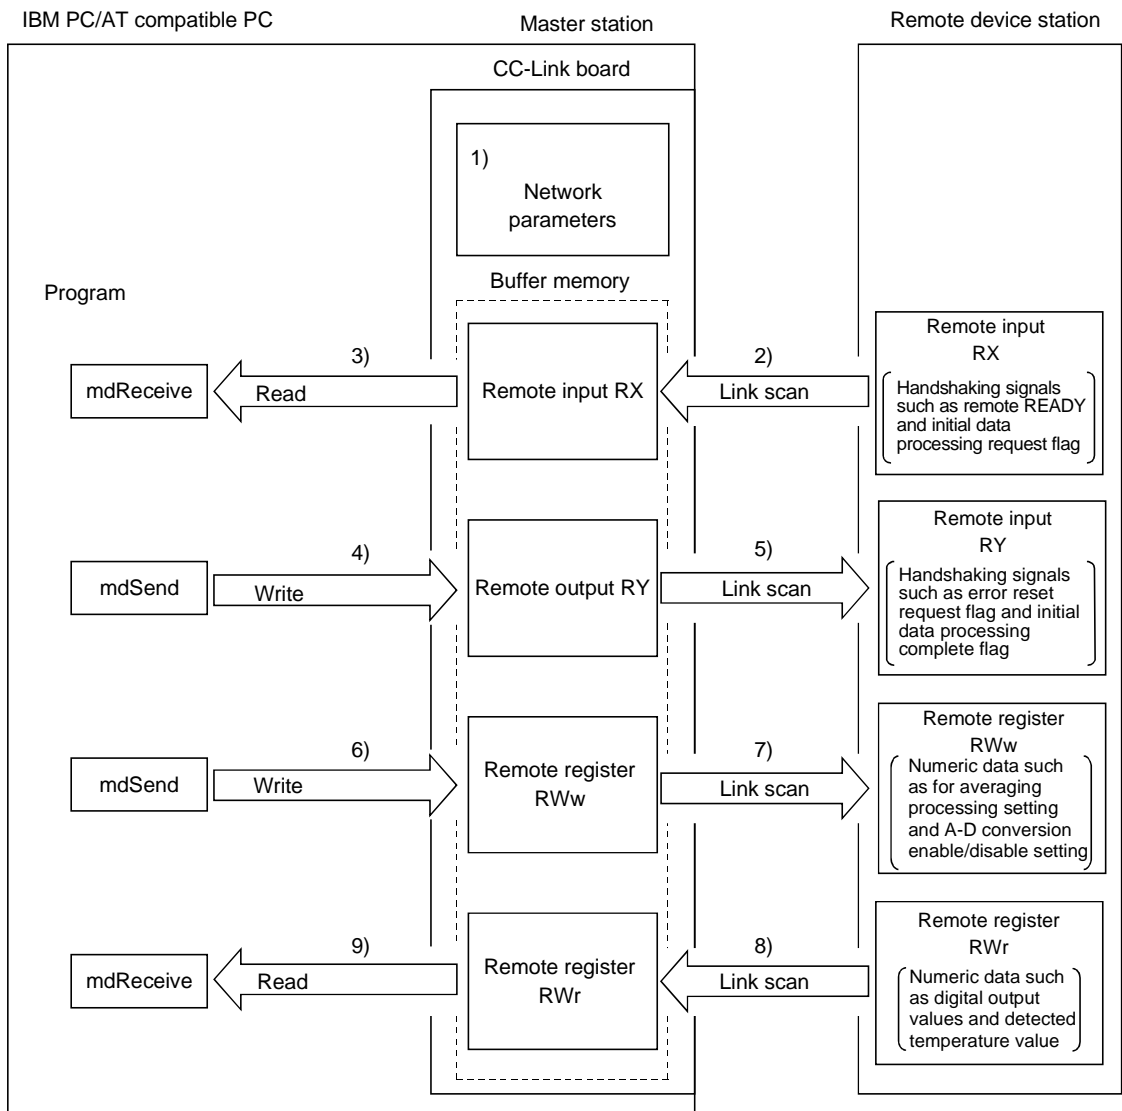 IBM PC/AT compatible PC
Master station
Remote device station
CC-Link board
1)
Network
parameters
Buffer memory
Program
mdReceive
3)
Read
Remote input RX
2)
Link scan
Remote input
RX
Handshaking signals
such as remote READY
and initial data
processing request flag
mdSend
4)
Write
Remote output RY
5)
Link scan
Remote input
RY
Handshaking signals
such as error reset
request flag and initial
data processing
complete flag
mdSend
6)
Write
Remote register
RWw
7)
Link scan
Remote register
RWw
Numeric data such
as for averaging
processing setting
and A-D conversion
enable/disable setting
mdReceive
9)
Read
Remote register
RWr
8)
Link scan
Remote register
RWr
Numeric data such
as digital output
values and detected
temperature value